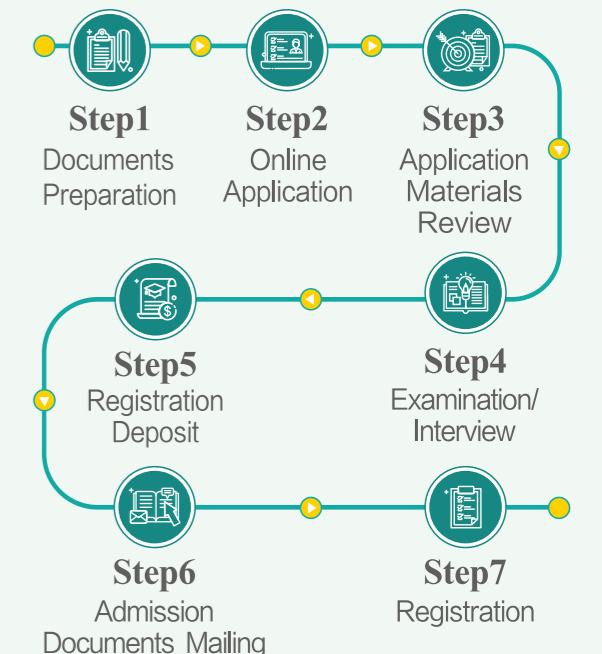 Step1
Documents
Preparation
Step2
Online
Application
Step3
Application
Materials
Review
Step4
Examination/
Interview
Step5
Registration
Deposit
Step6
Admission
Documents Mailing
Step7
Registration